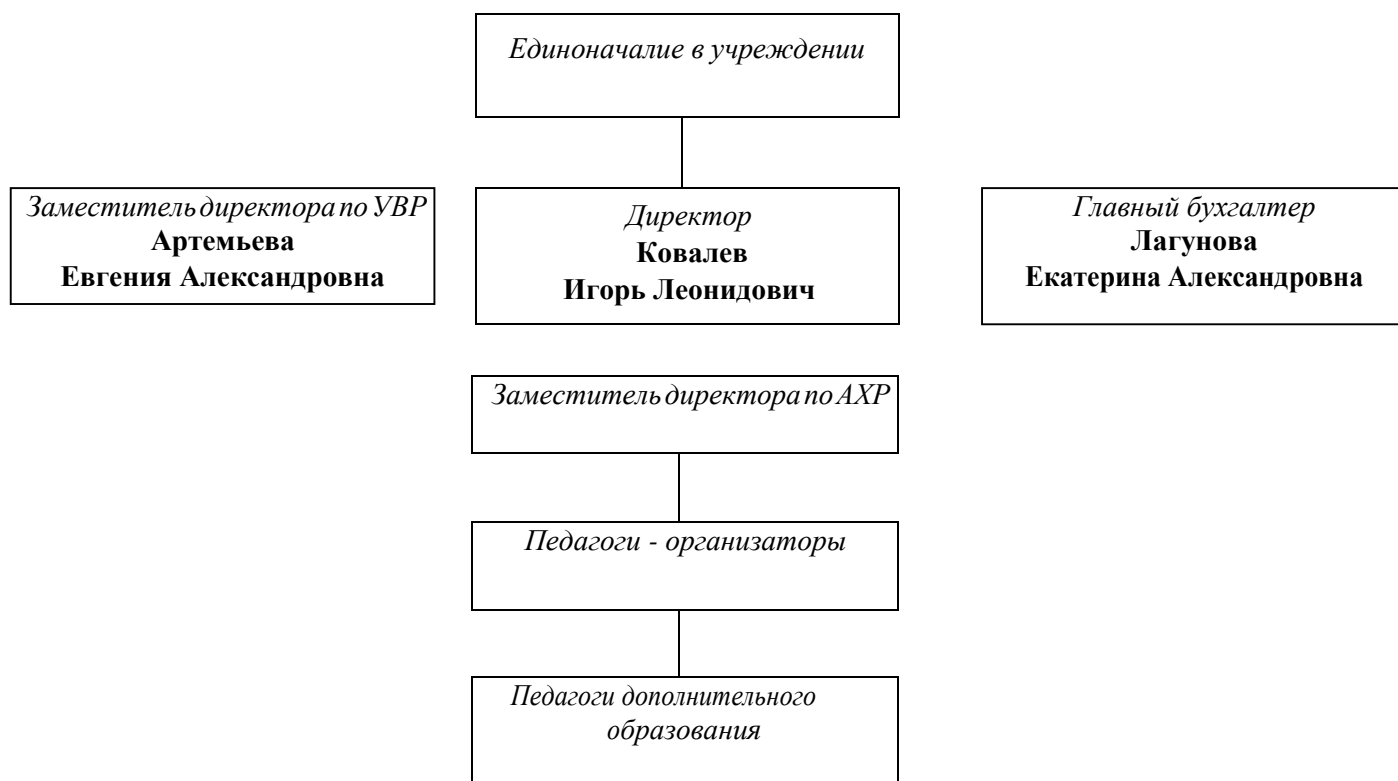 Единоначалие в учреждении
Заместитель директора по УВР
Артемьева
Евгения Александровна
Директор
Ковалев
Игорь Леонидович
Главный бухгалтер
Лагунова
Екатерина Александровна
Заместитель директора по АХР
Педагоги - организаторы
Педагоги дополнительного
образования